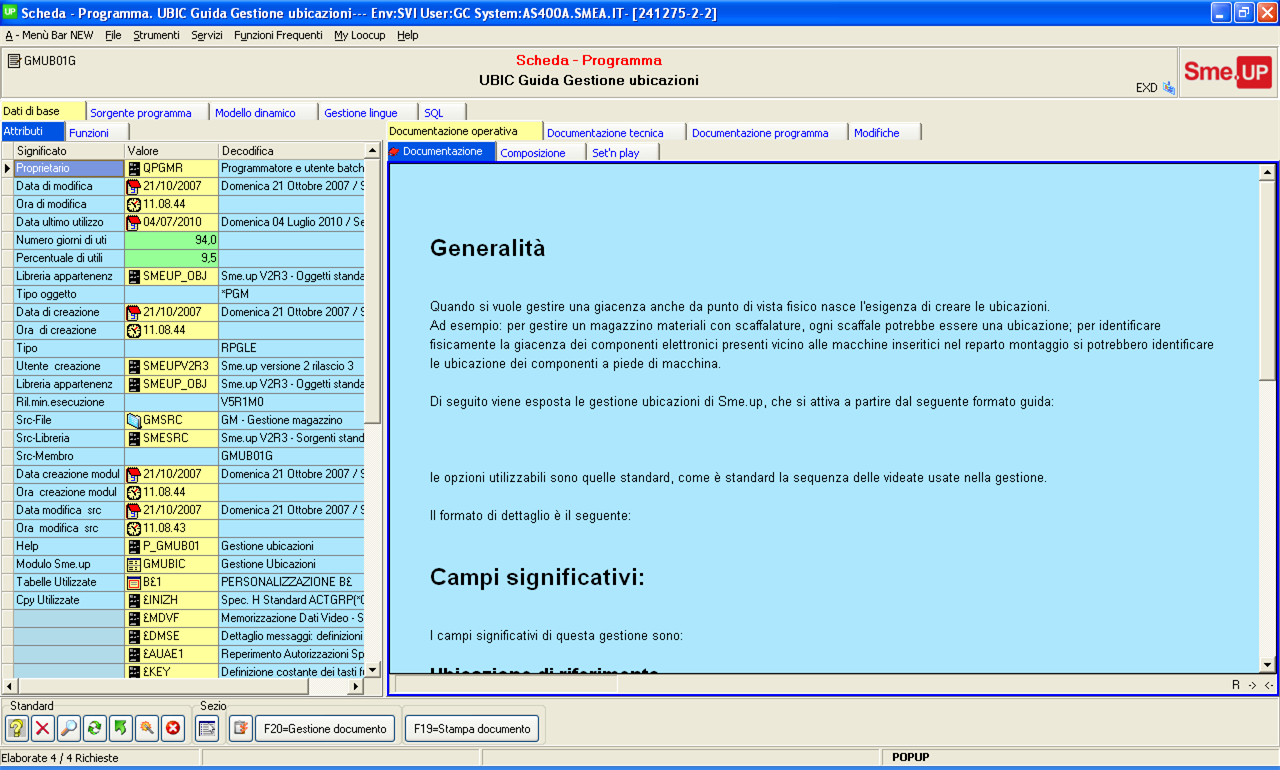 UP Scheda - Programma. UBIC Guida Gestione ubicazioni--- Env:SVI User:GC System:AS400A.SMEA.IT- [241275-2-2]
A - Menù Bar NEW File Strumenti Servizi Funzioni Frequenti My Loocup Help
GMUB01G
Scheda - Programma
UBIC Guida Gestione ubicazioni
EXD
Sme.UP
Dati di base Sorgente programma Modello dinamico Gestione lingue SQL
Attributi Funzioni
Significato Valore Decodifica
Proprietario QPGMR Programmatore e utente batch
Data di modifica 21/10/2007 Domenica 21 Ottobre 2007 / S
Ora di modifica 11.08.44
Data ultimo utilizzo 04/07/2010 Domenica 04 Luglio 2010 / Se
Numero giorni di uti 94,0
Percentuale di utili 9,5
Libreria appartenenz SMEUP_OBJ Sme.up V2R3 - Oggetti standa
Tipo oggetto *PGM
Data di creazione 21/10/2007 Domenica 21 Ottobre 2007 / S
Ora di creazione 11.08.44
Tipo RPGLE
Utente creazione SMEUPV2R3 Sme.up versione 2 rilascio 3
Libreria appartenenz SMEUP_OBJ Sme.up V2R3 - Oggetti standa
Ril.min.esecuzione V5R1M0
Src-File GMSRC GM - Gestione magazzino
Src-Libreria SMESRC Sme.up V2R3 - Sorgenti stand
Src-Membro GMUB01G
Data creazione modul 21/10/2007 Domenica 21 Ottobre 2007 / S
Ora creazione modul 11.08.44
Data modifica src 21/10/2007 Domenica 21 Ottobre 2007 / S
Ora modifica src 11.08.43
Help P_GMUB01 Gestione ubicazioni
Modulo Sme.up GMUBIC Gestione Ubicazioni
Tabelle Utilizzate B£1 PERSONALIZZAZIONE B£
Cpy Utilizzate £INIZH Spec. H Standard ACTGRP(*C
£MDVF Memorizzazione Dati Video - S
£DMSE Dettaglio messaggi: definizioni
£AUAE1 Reperimento Autorizzazioni Sp
£KEY Definizione costante dei tasti f
Documentazione operativa Documentazione tecnica Documentazione programma Modifiche
Documentazione Composizione Set'n play
Generalità
Quando si vuole gestire una giacenza anche da punto di vista fisico nasce l'esigenza di creare le ubicazioni.
Ad esempio: per gestire un magazzino materiali con scaffalature, ogni scaffale potrebbe essere una ubicazione; per identificare
fisicamente la giacenza dei componenti elettronici presenti vicino alle macchine inseritici nel reparto montaggio si potrebbero identificare
le ubicazione dei componenti a piede di macchina.
Di seguito viene esposta le gestione ubicazioni di Sme.up, che si attiva a partire dal seguente formato guida:
le opzioni utilizzabili sono quelle standard, come è standard la sequenza delle videate usate nella gestione.
Il formato di dettaglio è il seguente:
Campi significativi:
I campi significativi di questa gestione sono:
Ubicazione di riferimento
R -> <-
Standard Sezio
F20=Gestione documento F19=Stampa documento
Elaborate 4 / 4 Richieste POPUP